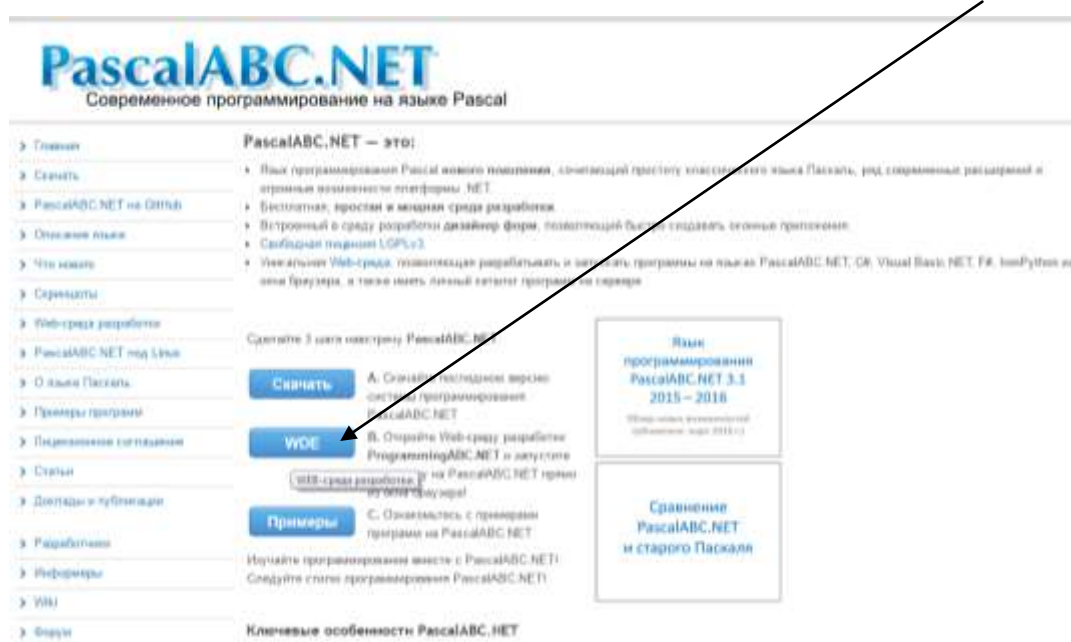 PascalABC.NET
Современное программирование на языке Pascal
Главная
Скачать
PascalABC.NET на GitHub
Описание языка
Что нового
Скриншоты
Web-среда разработки
PascalABC.NET под Linux
О языке Паскаль
Примеры программ
Лицензионное соглашение
Статьи
Доклады и публикации
Разработчики
Информеры
Wiki
Форум
PascalABC.NET — это:
Язык программирования Pascal нового поколения, сочетающий простоту классического языка Паскаль, ряд современных расширений и
огромные возможности платформы .NET.
Бесплатная, простая и мощная среда разработки.
Встроенный в среду разработки дизайнер форм, позволяющий быстро создавать оконные приложения.
Свободная лицензия LGPLv3.
Уникальная Web-среда, позволяющая разрабатывать и запускать программы на языках PascalABC.NET, C#, Visual Basic.NET, F#, IronPython из
окна браузера, а также иметь личный каталог программ на сервере.
Сделайте 3 шага навстречу PascalABC.NET
Скачать
A. Скачайте последнюю версию
системы программирования
PascalABC.NET
WDE
B. Откройте Web-среду разработки
ProgrammingABC.NET и запустите
на PascalABC.NET прямо
из окна браузера!
WEB-среда разработки
Примеры
C. Ознакомьтесь с примерами
программ на PascalABC.NET
Изучайте программирование вместе с PascalABC.NET!
Следуйте стилю программирования PascalABC.NET!
Язык
программирования
PascalABC.NET 3.1
2015 – 2016
Сравнение
PascalABC.NET
и старого Паскаля
Ключевые особенности PascalABC.NET